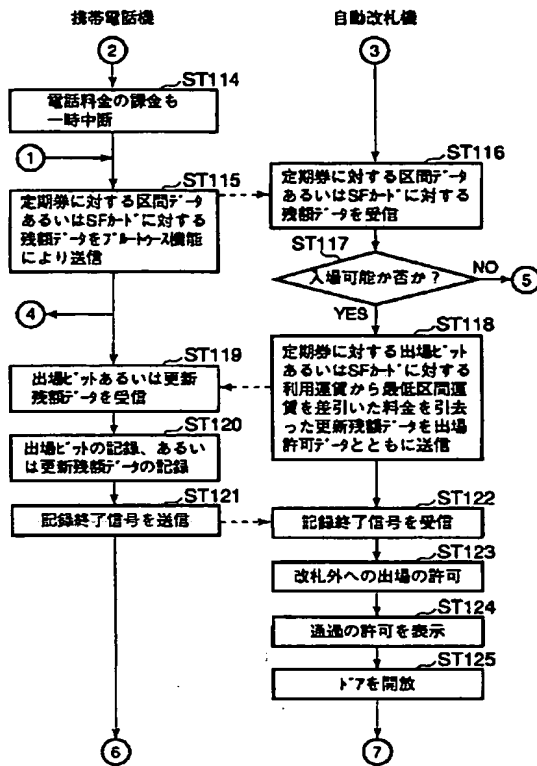 携帯電話機
自動改札機
2
3
ST114
電話料金の課金も
一時中断
1
ST115
定期券に対する区間データ
あるいはSFカードに対する
残額データをブルートゥース機能
により送信
ST116
定期券に対する区間データ
あるいはSFカードに対する
残額データを受信
ST117
入場可能か否か?
NO
5
YES
4
ST118
定期券に対する出場ビット
あるいはSFカードに対する
利用運賃から最低区間運
賃を差引いた料金を引去
った更新残額データを出場
許可データとともに送信
ST119
出場ビットあるいは更新
残額データを受信
ST120
出場ビットの記録、あるい
は更新残額データの記録
ST121
記録終了信号を送信
ST122
記録終了信号を受信
ST123
改札外への出場の許可
ST124
通過の許可を表示
ST125
ドアを開放
6
7